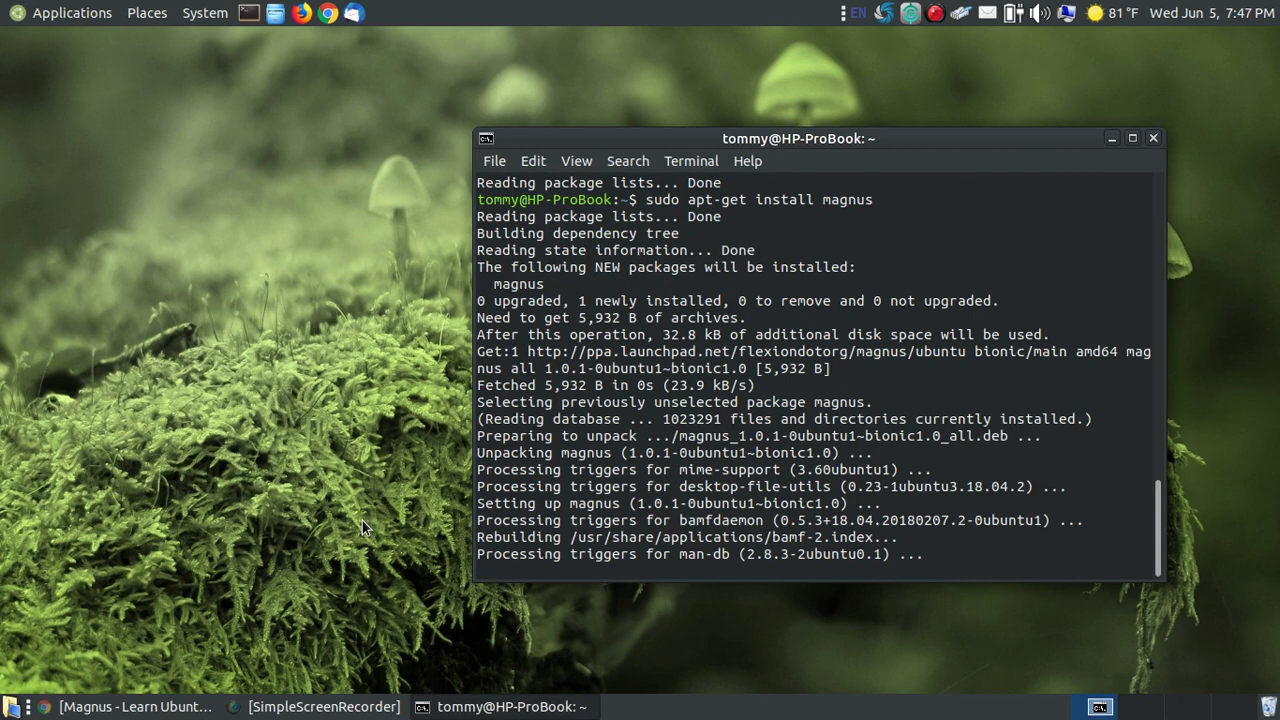 Applications Places System EN 81 °F Wed Jun 5, 7:47 PM
tommy@HP-ProBook: ~
File Edit View Search Terminal Help
Reading package lists... Done
tommy@HP-ProBook:~$ sudo apt-get install magnus
Reading package lists... Done
Building dependency tree
Reading state information... Done
The following NEW packages will be installed:
  magnus
0 upgraded, 1 newly installed, 0 to remove and 0 not upgraded.
Need to get 5,932 B of archives.
After this operation, 32.8 kB of additional disk space will be used.
Get:1 http://ppa.launchpad.net/flexiondotorg/magnus/ubuntu bionic/main amd64 mag
nus all 1.0.1-0ubuntu1~bionic1.0 [5,932 B]
Fetched 5,932 B in 0s (23.9 kB/s)
Selecting previously unselected package magnus.
(Reading database ... 1023291 files and directories currently installed.)
Preparing to unpack .../magnus_1.0.1-0ubuntu1~bionic1.0_all.deb ...
Unpacking magnus (1.0.1-0ubuntu1~bionic1.0) ...
Processing triggers for mime-support (3.60ubuntu1) ...
Processing triggers for desktop-file-utils (0.23-1ubuntu3.18.04.2) ...
Setting up magnus (1.0.1-0ubuntu1~bionic1.0) ...
Processing triggers for bamfdaemon (0.5.3+18.04.20180207.2-0ubuntu1) ...
Rebuilding /usr/share/applications/bamf-2.index...
Processing triggers for man-db (2.8.3-2ubuntu0.1) ...
[Magnus - Learn Ubunt... [SimpleScreenRecorder] tommy@HP-ProBook: ~